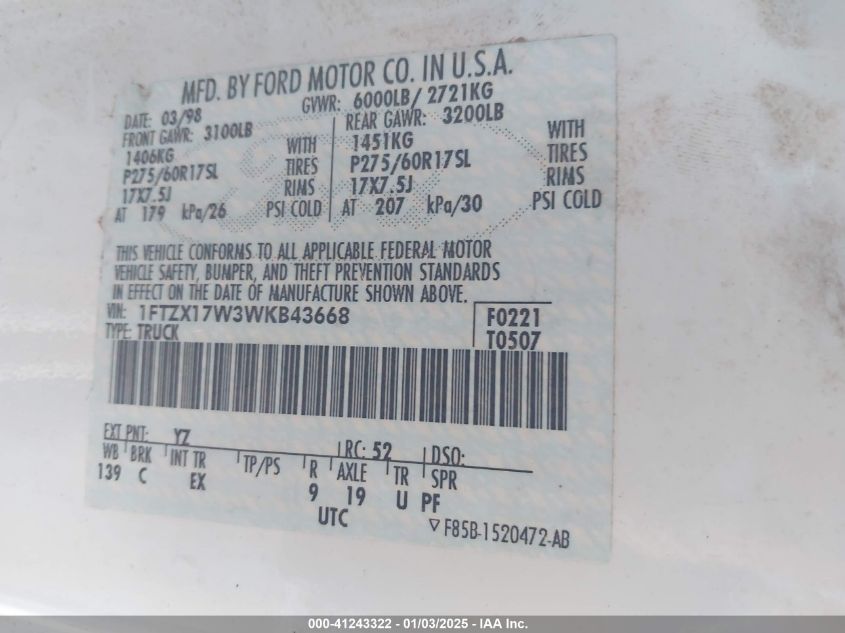 MFD. BY FORD MOTOR CO. IN U.S.A.
DATE: 03/98 GVWR: 6000LB/ 2721KG
FRONT GAWR: 3100LB REAR GAWR: 3200LB
1406KG WITH 1451KG WITH
P275/60R17SL TIRES P275/60R17SL TIRES
17X7.5J RIMS 17X7.5J RIMS
AT 179 kPa/26 PSI COLD AT 207 kPa/30 PSI COLD
THIS VEHICLE CONFORMS TO ALL APPLICABLE FEDERAL MOTOR
VEHICLE SAFETY, BUMPER, AND THEFT PREVENTION STANDARDS
IN EFFECT ON THE DATE OF MANUFACTURE SHOWN ABOVE.
VIN: 1FTZX17W3WKB43668 F0221
TYPE: TRUCK T0507
EXT PNT: YZ RC: 52 DSO:
WB BRK INT TR TP/PS R AXLE TR SPR
139 C EX 9 19 U PF
UTC
▽ F85B-1520472-AB
000-41243322 - 01/03/2025 - IAA Inc.